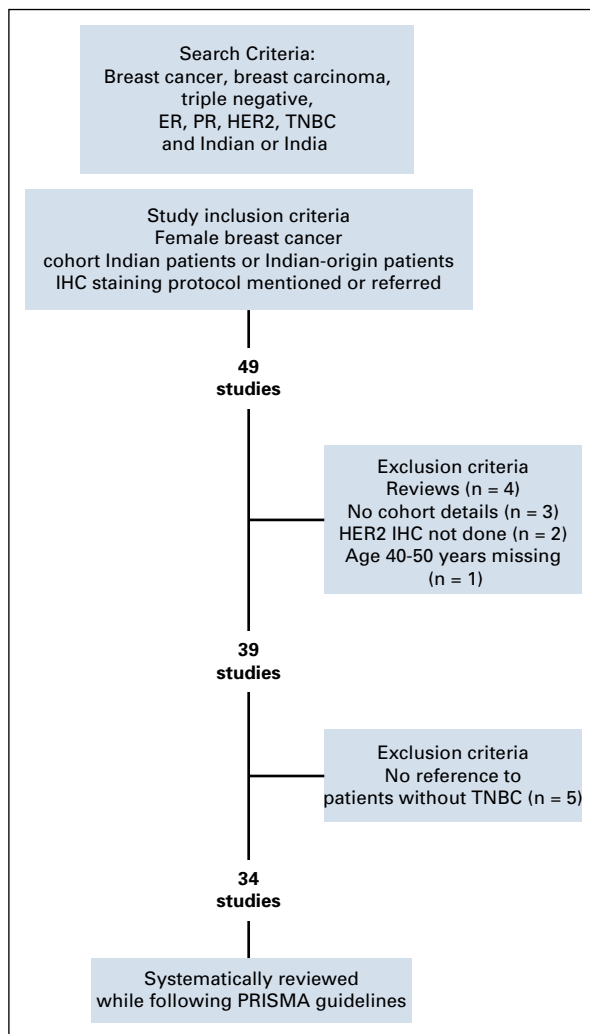 Search Criteria:
Breast cancer, breast carcinoma,
triple negative,
ER, PR, HER2, TNBC
and Indian or India
Study inclusion criteria
Female breast cancer
cohort Indian patients or Indian-origin patients
IHC staining protocol mentioned or referred
49
studies
Exclusion criteria
Reviews (n = 4)
No cohort details (n = 3)
HER2 IHC not done (n = 2)
Age 40-50 years missing
(n = 1)
39
studies
Exclusion criteria
No reference to
patients without TNBC (n = 5)
34
studies
Systematically reviewed
while following PRISMA guidelines